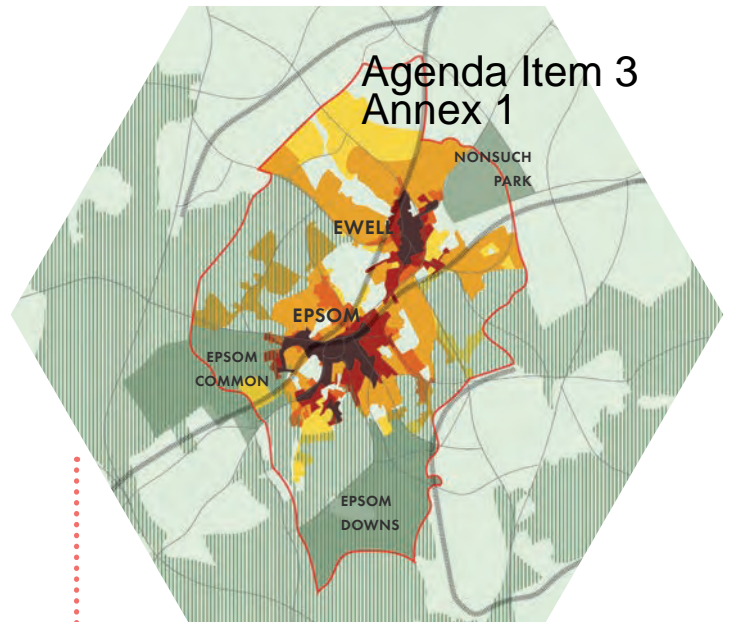 Agenda Item 3
Annex 1
NONSUCH
PARK
EWELL
EPSOM
EPSOM
COMMON
EPSOM
DOWNS